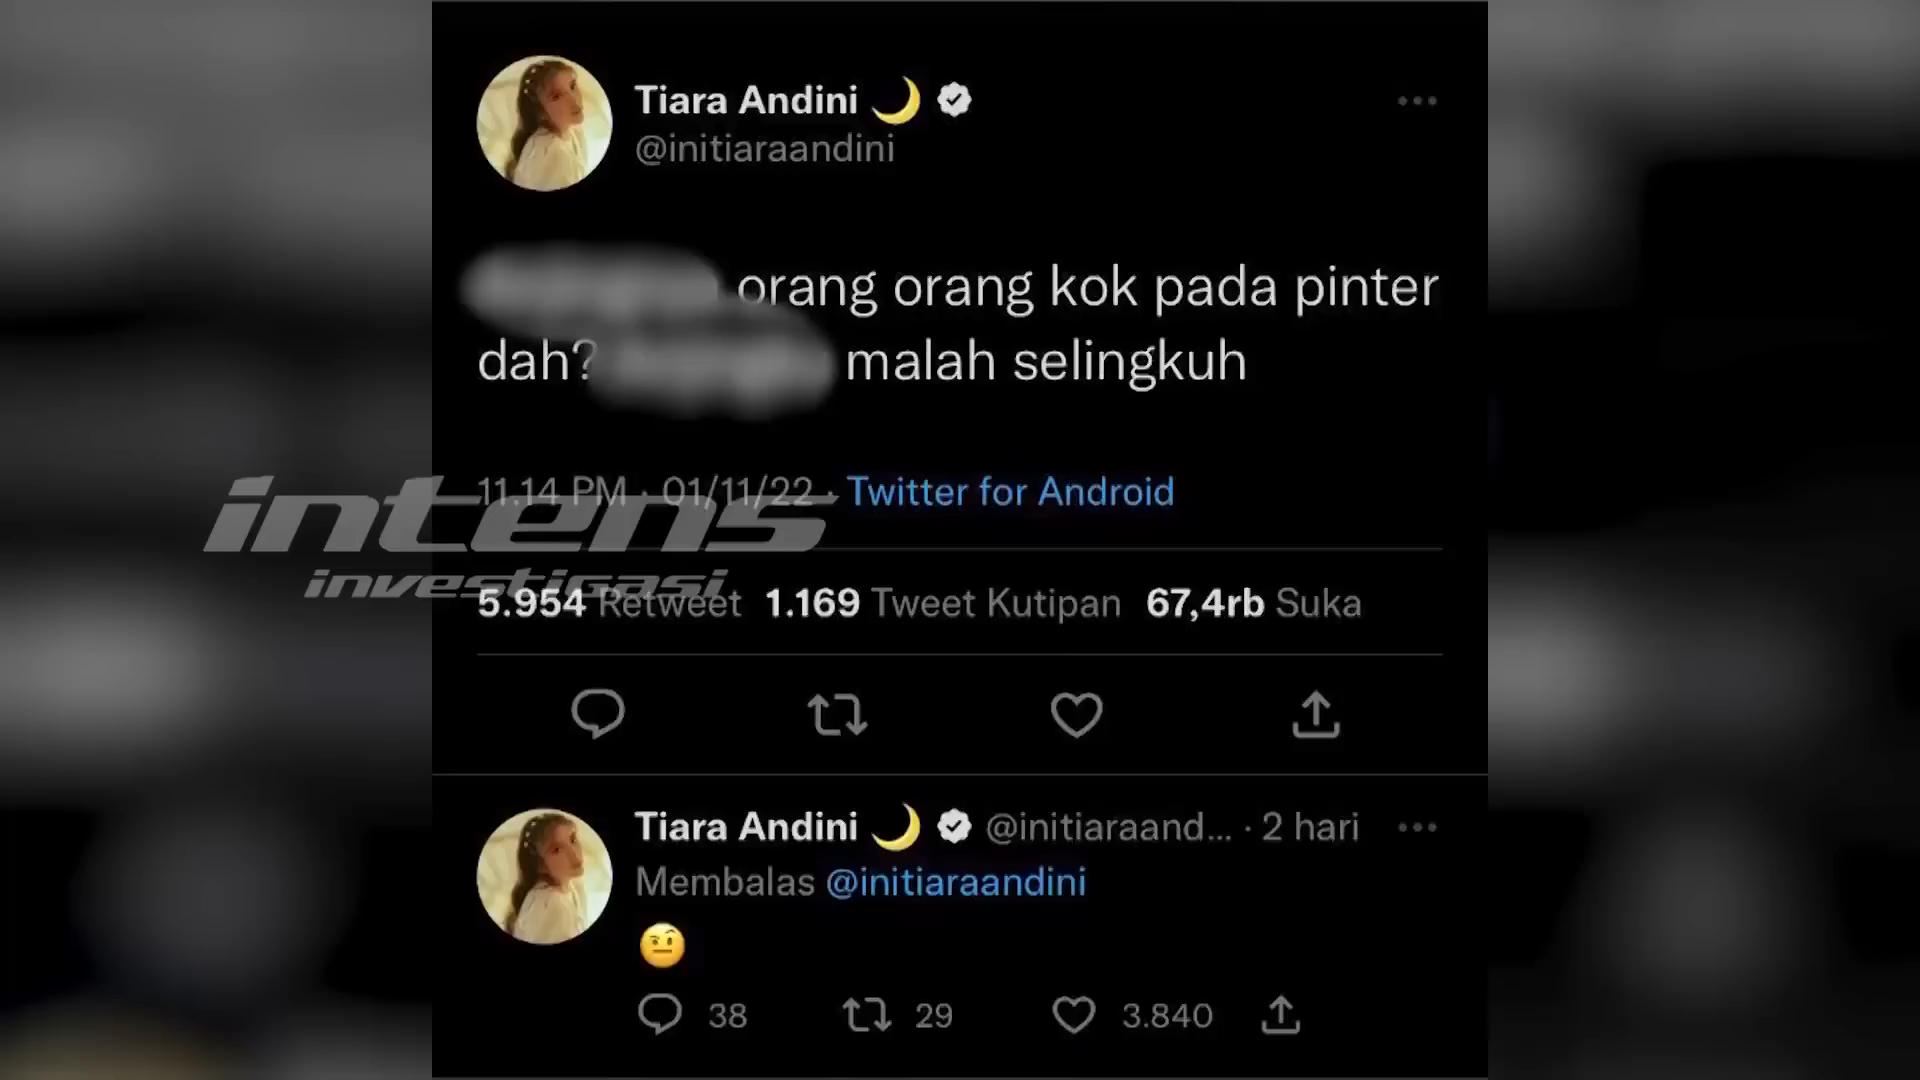 Tiara Andini 🌙
@initiaraandini
orang orang kok pada pinter
dah? malah selingkuh
11.14 PM · 01/11/22 · Twitter for Android
intens
investigasi
5.954 Retweet 1.169 Tweet Kutipan 67,4rb Suka
Tiara Andini 🌙 @initiaraand... · 2 hari
Membalas @initiaraandini
🤨
38 29 3.840